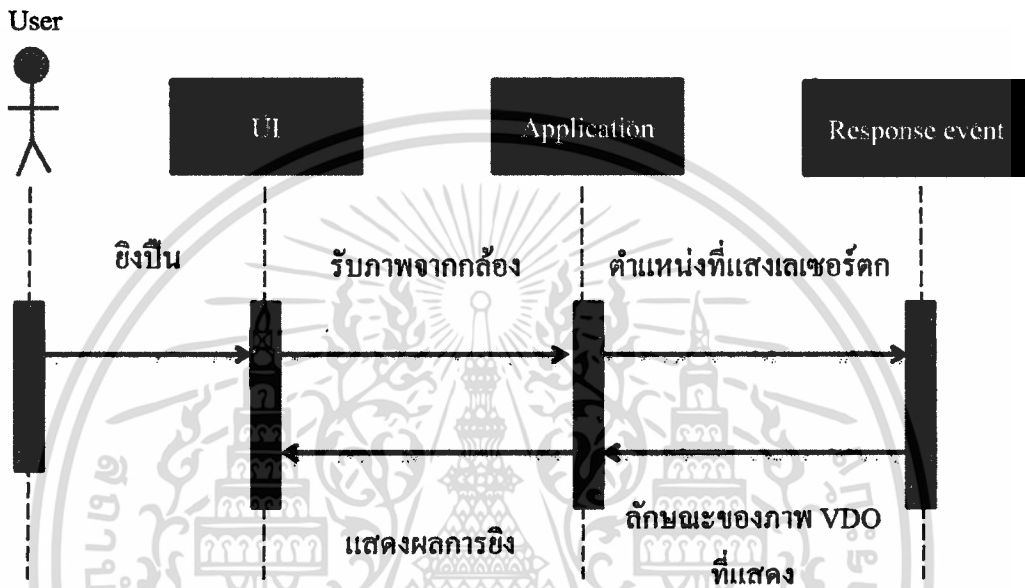 User
UI
Application
Response event
ยิงปืน
รับภาพจากกล้อง
ตำแหน่งที่แสงเลเซอร์ตก
แสดงผลการยิง
ลักษณะของภาพ VDO
ที่แสดง